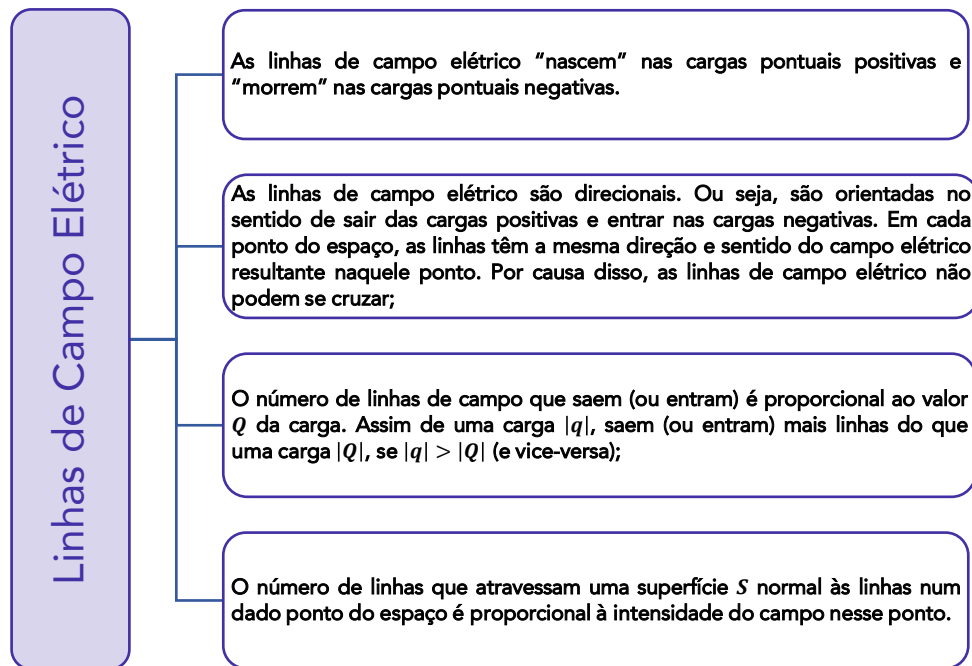 Linhas de Campo Elétrico
As linhas de campo elétrico “nascem” nas cargas pontuais positivas e
“morrem” nas cargas pontuais negativas.
As linhas de campo elétrico são direcionais. Ou seja, são orientadas no
sentido de sair das cargas positivas e entrar nas cargas negativas. Em cada
ponto do espaço, as linhas têm a mesma direção e sentido do campo elétrico
resultante naquele ponto. Por causa disso, as linhas de campo elétrico não
podem se cruzar;
O número de linhas de campo que saem (ou entram) é proporcional ao valor
Q da carga. Assim de uma carga |q|, saem (ou entram) mais linhas do que
uma carga |Q|, se |q| > |Q| (e vice-versa);
O número de linhas que atravessam uma superfície S normal às linhas num
dado ponto do espaço é proporcional à intensidade do campo nesse ponto.